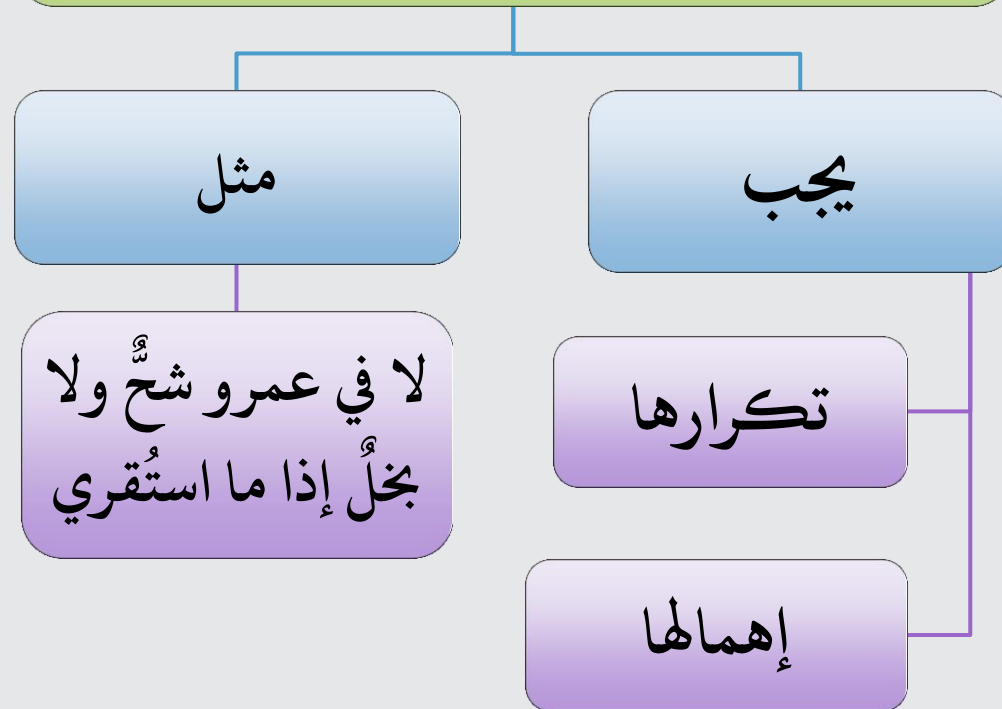 يجب
تكرارها
إهمالها
مثل
لا في عمرو شحٌّ ولا
بخلٌ إذا ما استُقري